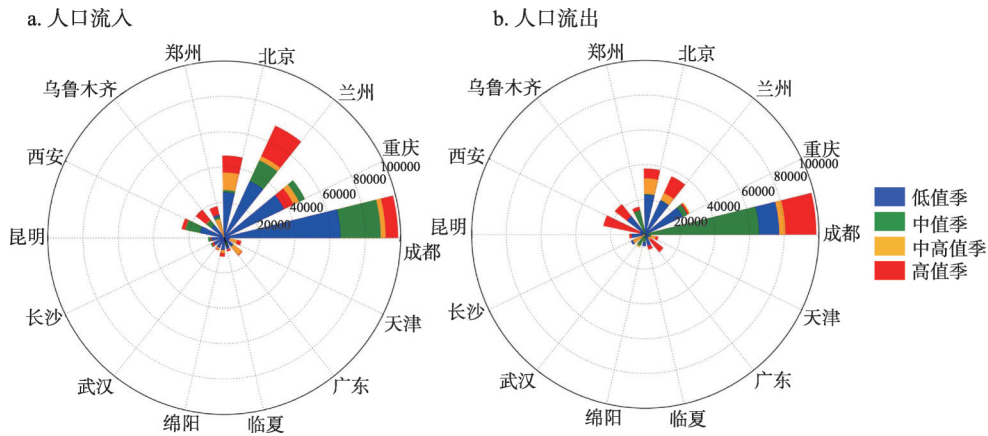 a. 人口流入
郑州
北京
乌鲁木齐
兰州
西安
重庆
100000
80000
60000
40000
20000
昆明
成都
长沙
天津
武汉
广东
绵阳
临夏
b. 人口流出
郑州
北京
乌鲁木齐
兰州
西安
重庆
100000
80000
60000
40000
20000
昆明
成都
长沙
天津
武汉
广东
绵阳
临夏
低值季
中值季
中高值季
高值季